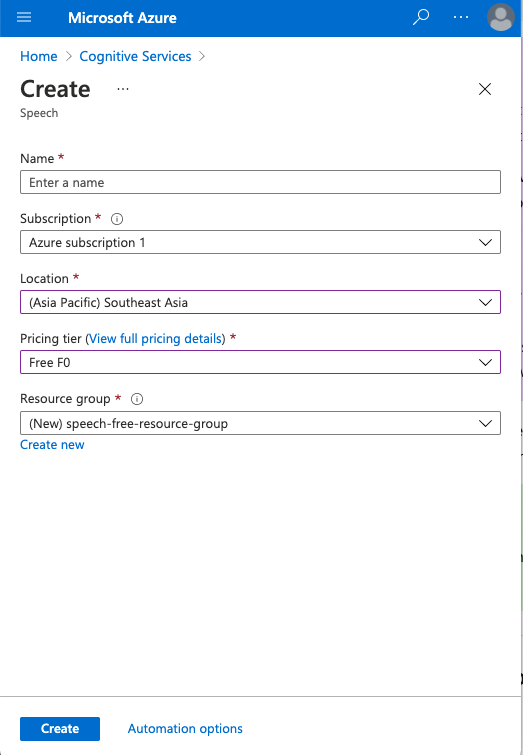 Microsoft Azure
Home > Cognitive Services >
Create ...
Speech
Name *
Enter a name
Subscription *
Azure subscription 1
Location *
(Asia Pacific) Southeast Asia
Pricing tier (View full pricing details) *
Free F0
Resource group *
(New) speech-free-resource-group
Create new
Create
Automation options